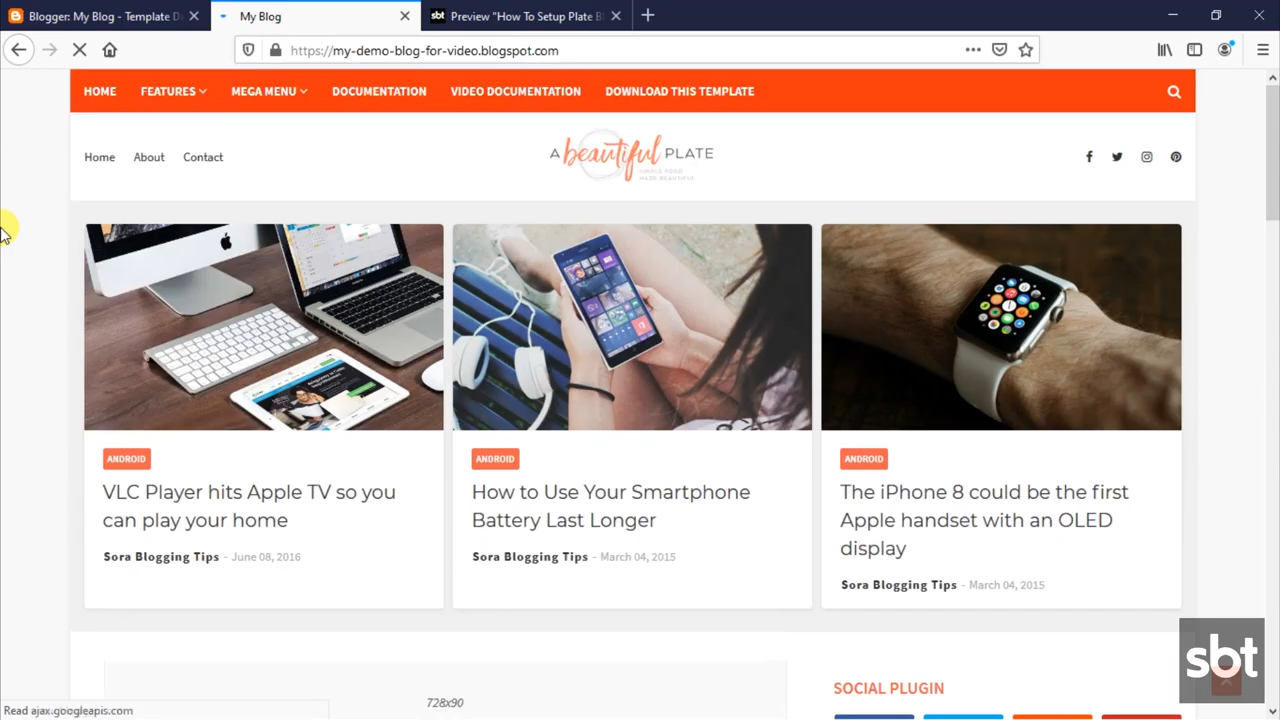 Blogger: My Blog - Template D
My Blog
sbt Preview "How To Setup Plate B
https://my-demo-blog-for-video.blogspot.com
HOME FEATURES MEGA MENU DOCUMENTATION VIDEO DOCUMENTATION DOWNLOAD THIS TEMPLATE
Home About Contact
A beautiful PLATE
SIMPLE FOOD
MADE BEAUTIFUL
ANDROID
VLC Player hits Apple TV so you
can play your home
Sora Blogging Tips - June 08, 2016
ANDROID
How to Use Your Smartphone
Battery Last Longer
Sora Blogging Tips - March 04, 2015
ANDROID
The iPhone 8 could be the first
Apple handset with an OLED
display
Sora Blogging Tips - March 04, 2015
728x90
SOCIAL PLUGIN
sbt
Read ajax.googleapis.com